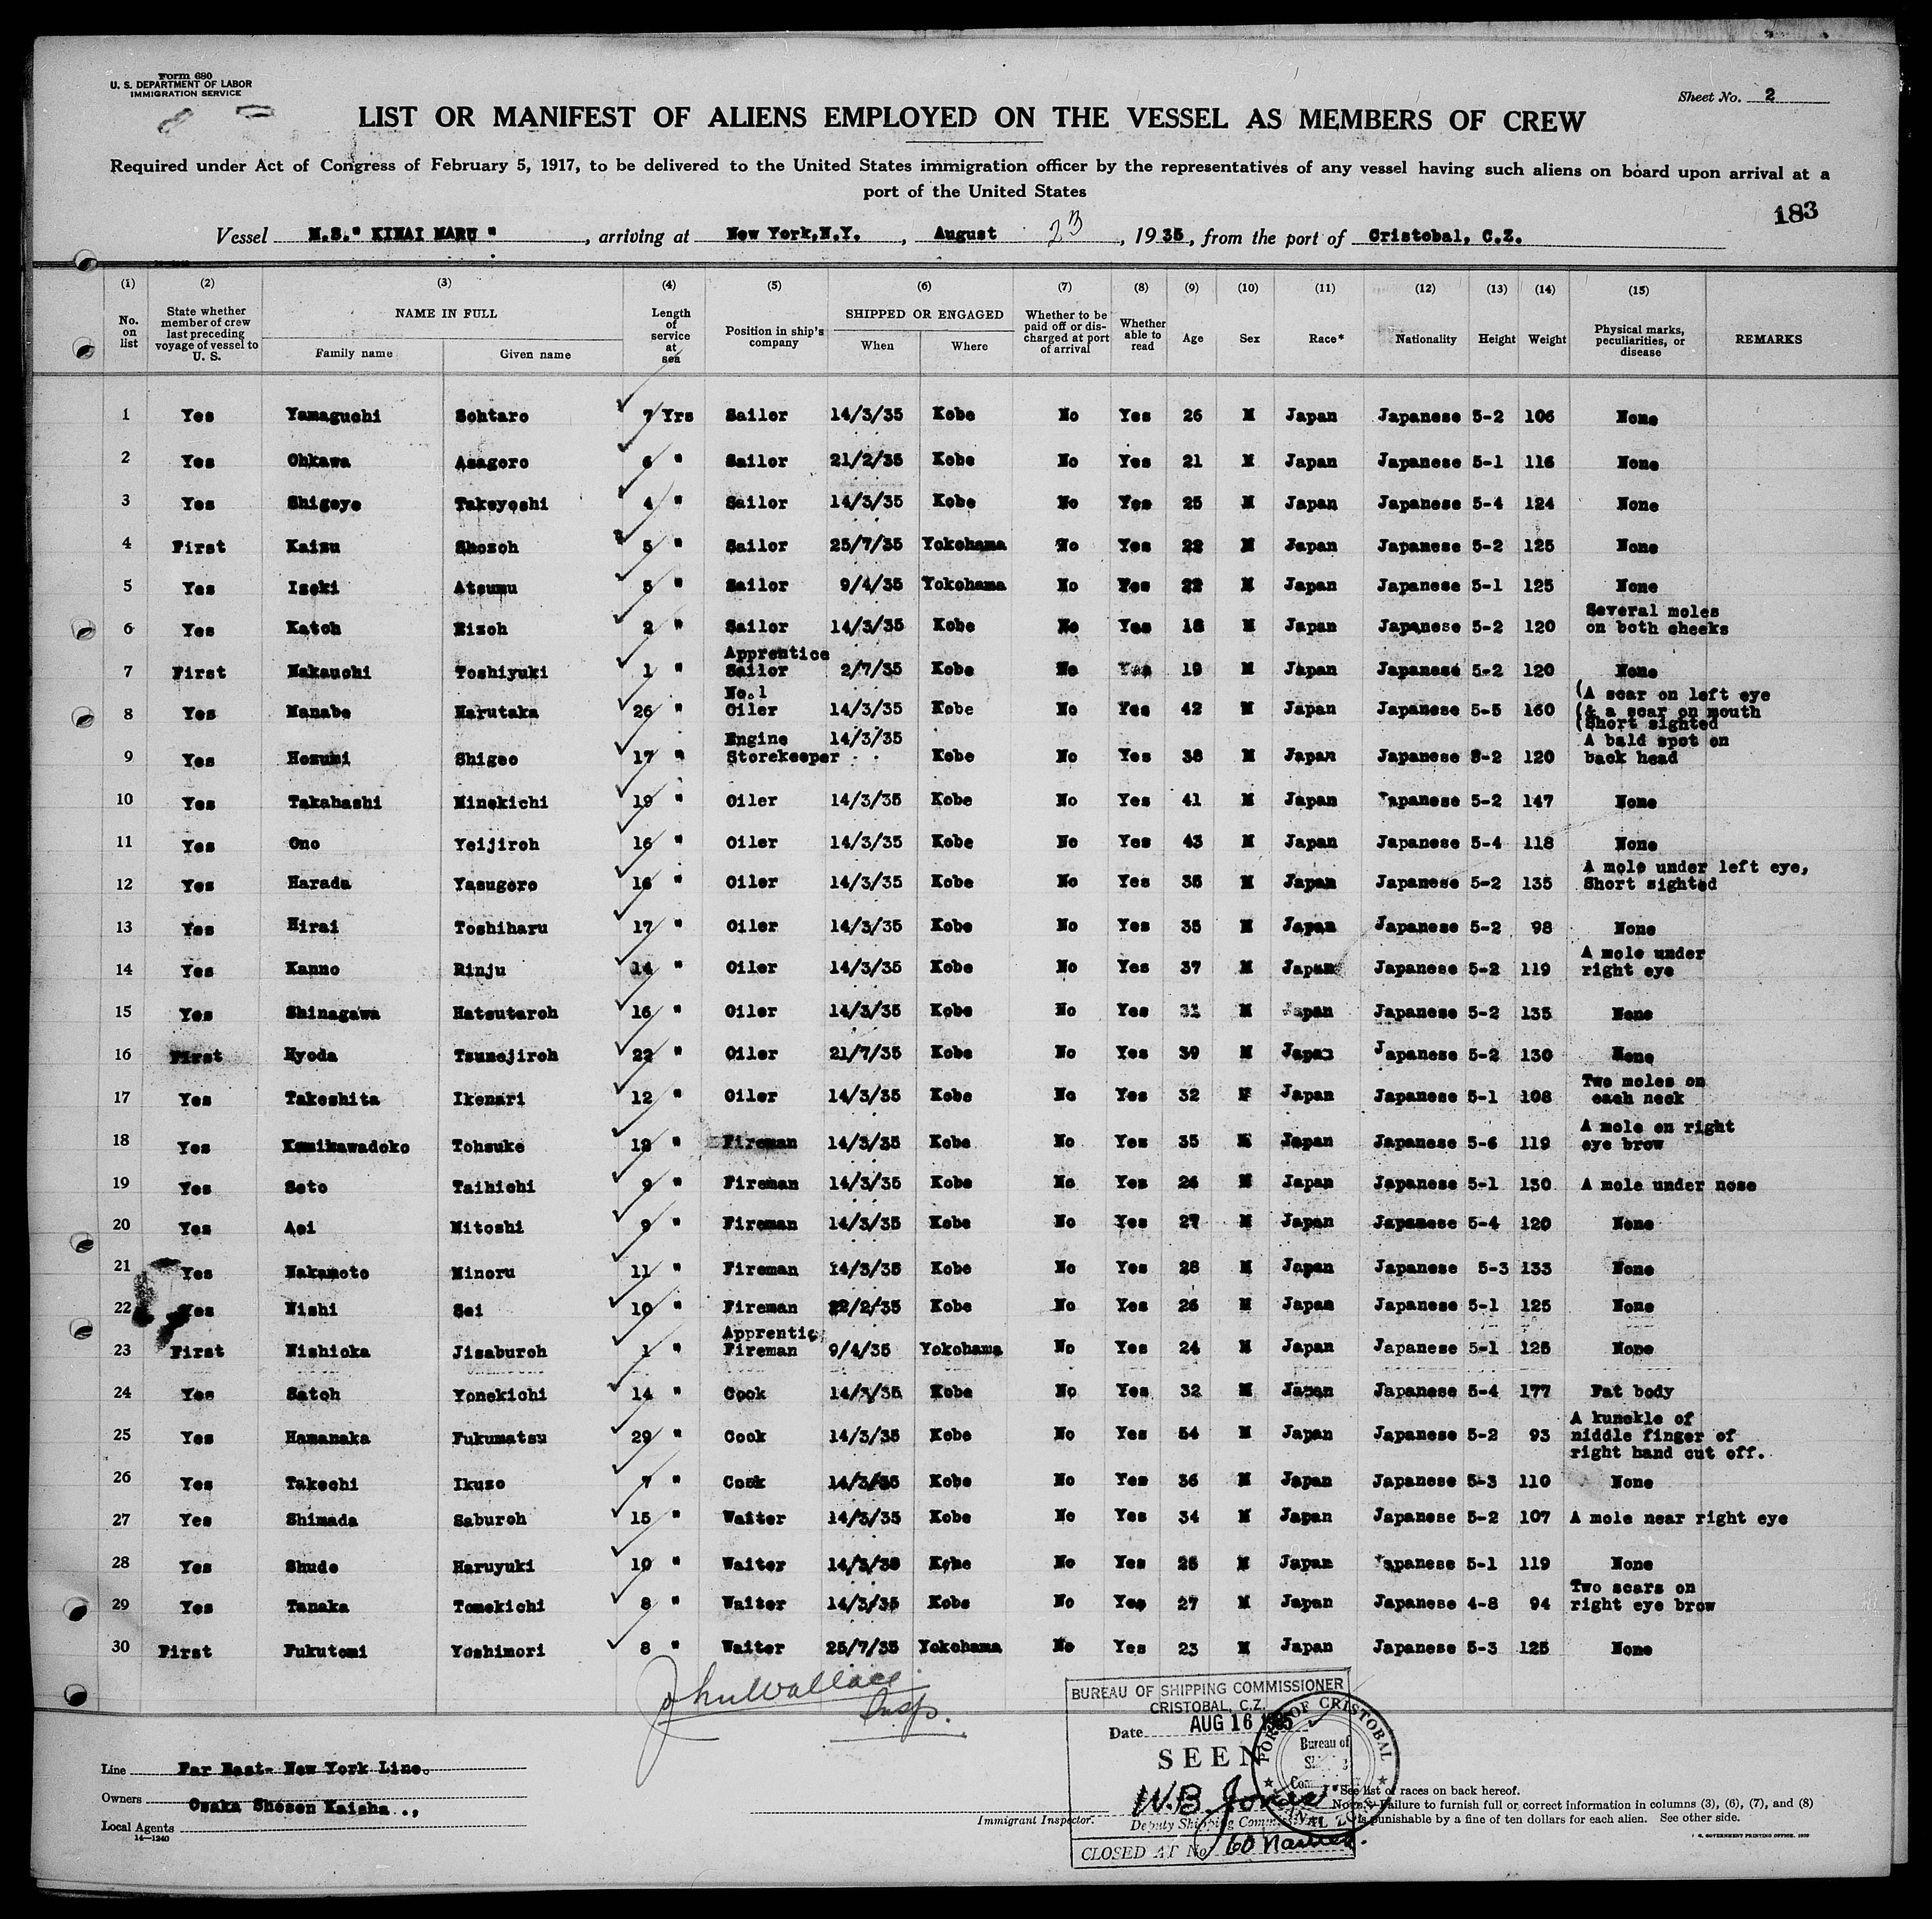 Form 680
U. S. DEPARTMENT OF LABOR
IMMIGRATION SERVICE
Sheet No. 2
LIST OR MANIFEST OF ALIENS EMPLOYED ON THE VESSEL AS MEMBERS OF CREW
Required under Act of Congress of February 5, 1917, to be delivered to the United States immigration officer by the representatives of any vessel having such aliens on board upon arrival at a
port of the United States
183
Vessel M.S." KINAI MARU ", arriving at New York,N.Y., August 23, 1935, from the port of Cristobal, C.Z.
(1) (2) (3) (4) (5) (6) (7) (8) (9) (10) (11) (12) (13) (14) (15)
No. on list State whether member of crew last preceding voyage of vessel to U. S. NAME IN FULL Family name Given name Length of service at sea Position in ship's company SHIPPED OR ENGAGED When Where Whether to be paid off or discharged at port of arrival Whether able to read Age Sex Race* Nationality Height Weight Physical marks, peculiarities, or disease REMARKS
1 Yes Yamaguchi Sohtaro 7 Yrs Sailor 14/3/35 Kobe No Yes 26 M Japan Japanese 5-2 106 None
2 Yes Ohkawa Asagoro 6 " Sailor 21/2/35 Kobe No Yes 21 M Japan Japanese 5-1 116 None
3 Yes Shigeye Takeyoshi 4 " Sailor 14/3/35 Kobe No Yes 25 M Japan Japanese 5-4 124 None
4 First Kaizu Shozoh 5 " Sailor 25/7/35 Yokohama No Yes 22 M Japan Japanese 5-2 125 None
5 Yes Iseki Atsumu 5 " Sailor 9/4/35 Yokohama No Yes 22 M Japan Japanese 5-1 125 None
6 Yes Katoh Eizoh 2 " Sailor 14/3/35 Kobe No Yes 18 M Japan Japanese 5-2 120 Several moles on both cheeks
7 First Nakauchi Toshiyuki 1 " Apprentice Sailor 2/7/35 Kobe No Yes 19 M Japan Japanese 5-2 120 None
8 Yes Manabe Harutaka 26 " No.1 Oiler 14/3/35 Kobe No Yes 42 M Japan Japanese 5-5 160 (A scar on left eye (& a scar on mouth (Short sighted
9 Yes Hozumi Shigeo 17 " Engine Storekeeper 14/3/35 Kobe No Yes 38 M Japan Japanese 5-2 120 A bald spot on back head
10 Yes Takahashi Minekichi 19 " Oiler 14/3/35 Kobe No Yes 41 M Japan Japanese 5-2 147 None
11 Yes Ono Yeijiroh 16 " Oiler 14/3/35 Kobe No Yes 43 M Japan Japanese 5-4 118 None
12 Yes Harada Yasugoro 16 " Oiler 14/3/35 Kobe No Yes 35 M Japan Japanese 5-2 135 A mole under left eye, Short sighted
13 Yes Hirai Toshiharu 17 " Oiler 14/3/35 Kobe No Yes 35 M Japan Japanese 5-2 98 None
14 Yes Kanno Rinju 14 " Oiler 14/3/35 Kobe No Yes 37 M Japan Japanese 5-2 119 A mole under right eye
15 Yes Shinagawa Hatsutaroh 16 " Oiler 14/3/35 Kobe No Yes M Japan Japanese 5-2 135 None
16 First Hyoda Tsunejiroh 22 " Oiler 21/7/35 Kobe No Yes 39 M Japan Japanese 5-2 130 None
17 Yes Takeshita Ikenari 12 " Oiler 14/3/35 Kobe No Yes 32 M Japan Japanese 5-1 108 Two moles on each neck
18 Yes Kamikawadoko Tohsuke 12 " Fireman 14/3/35 Kobe No Yes 35 M Japan Japanese 5-6 119 A mole on right eye brow
19 Yes Seto Taihichi 9 " Fireman 14/3/35 Kobe No Yes 26 M Japan Japanese 5-1 130 A mole under nose
20 Yes Aoi Mitoshi 9 " Fireman 14/3/35 Kobe No Yes 27 M Japan Japanese 5-4 120 None
21 Yes Nakamoto Minoru 11 " Fireman 14/3/35 Kobe No Yes 28 M Japan Japanese 5-3 133 None
22 Yes Nishi Sei 10 " Fireman 22/2/35 Kobe No Yes 26 M Japan Japanese 5-1 125 None
23 First Nishioka Jisaburoh 1 " Apprentice Fireman 9/4/35 Yokohama No Yes 24 M Japan Japanese 5-1 125 None
24 Yes Satoh Yonekichi 14 " Cook 14/3/35 Kobe No Yes 32 M Japan Japanese 5-4 177 Fat body
25 Yes Hamanaka Fukumatsu 29 " Cook 14/3/35 Kobe No Yes 54 M Japan Japanese 5-2 93 A kunckle of niddle finger of right hand cut off.
26 Yes Takechi Ikuzo 7 " Cook 14/3/35 Kobe No Yes 36 M Japan Japanese 5-3 110 None
27 Yes Shimada Saburoh 15 " Waiter 14/3/35 Kobe No Yes 34 M Japan Japanese 5-2 107 A mole near right eye
28 Yes Shudo Haruyuki 10 " Waiter 14/3/35 Kobe No Yes 25 M Japan Japanese 5-1 119 None
29 Yes Tanaka Tomekichi 8 " Waiter 14/3/35 Kobe No Yes 27 M Japan Japanese 4-8 94 Two scars on right eye brow
30 First Fukutomi Yoshimori 8 " Waiter 25/7/35 Yokohama No Yes 23 M Japan Japanese 5-3 125 None
John Wallace
Insp.
BUREAU OF SHIPPING COMMISSIONER
CRISTOBAL, C.Z.
Date AUG 16 1935
SEEN
W.B. Jones
Deputy Shipping Commissioner
CLOSED AT No. 60 names.
PORT OF CRISTOBAL
Bureau of
Line Far East- New York Line.
Owners Osaka Shosen Kaisha..,
Local Agents
14—1240
Immigrant Inspector.
*See list of races on back hereof.
NOTE.—Failure to furnish full or correct information in columns (3), (6), (7), and (8)
is punishable by a fine of ten dollars for each alien. See other side.